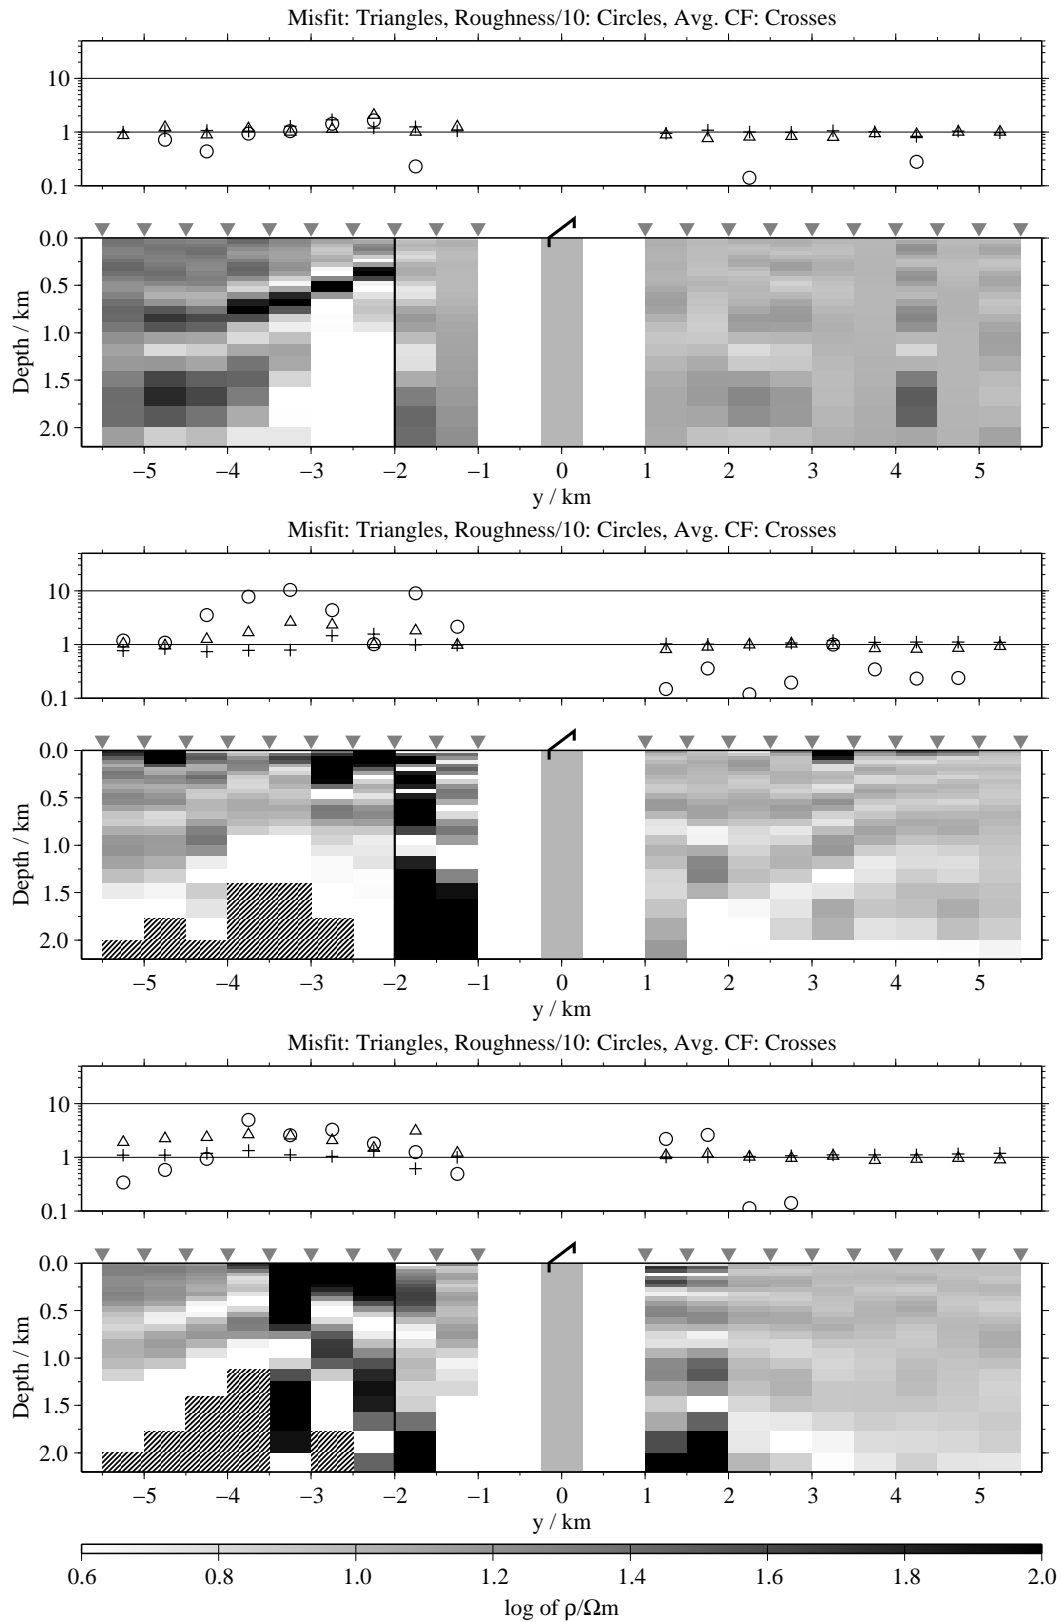 Misfit: Triangles, Roughness/10: Circles, Avg. CF: Crosses
10
1
0.1
0.0
0.5
1.0
1.5
2.0
Depth / km
−5 −4 −3 −2 −1 0 1 2 3 4 5
y / km
Misfit: Triangles, Roughness/10: Circles, Avg. CF: Crosses
10
1
0.1
0.0
0.5
1.0
1.5
2.0
Depth / km
−5 −4 −3 −2 −1 0 1 2 3 4 5
y / km
Misfit: Triangles, Roughness/10: Circles, Avg. CF: Crosses
10
1
0.1
0.0
0.5
1.0
1.5
2.0
Depth / km
−5 −4 −3 −2 −1 0 1 2 3 4 5
y / km
0.6 0.8 1.0 1.2 1.4 1.6 1.8 2.0
log of ρ/Ωm